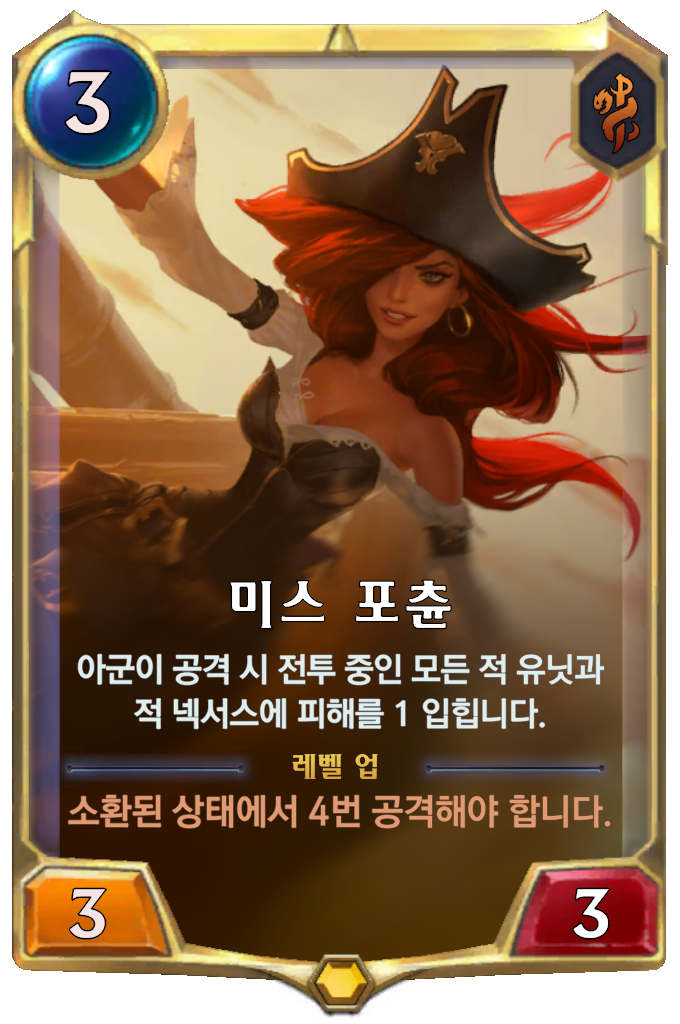 3
미스 포츈
아군이 공격 시 전투 중인 모든 적 유닛과
적 넥서스에 피해를 1 입힙니다.
레벨 업
소환된 상태에서 4번 공격해야 합니다.
3
3